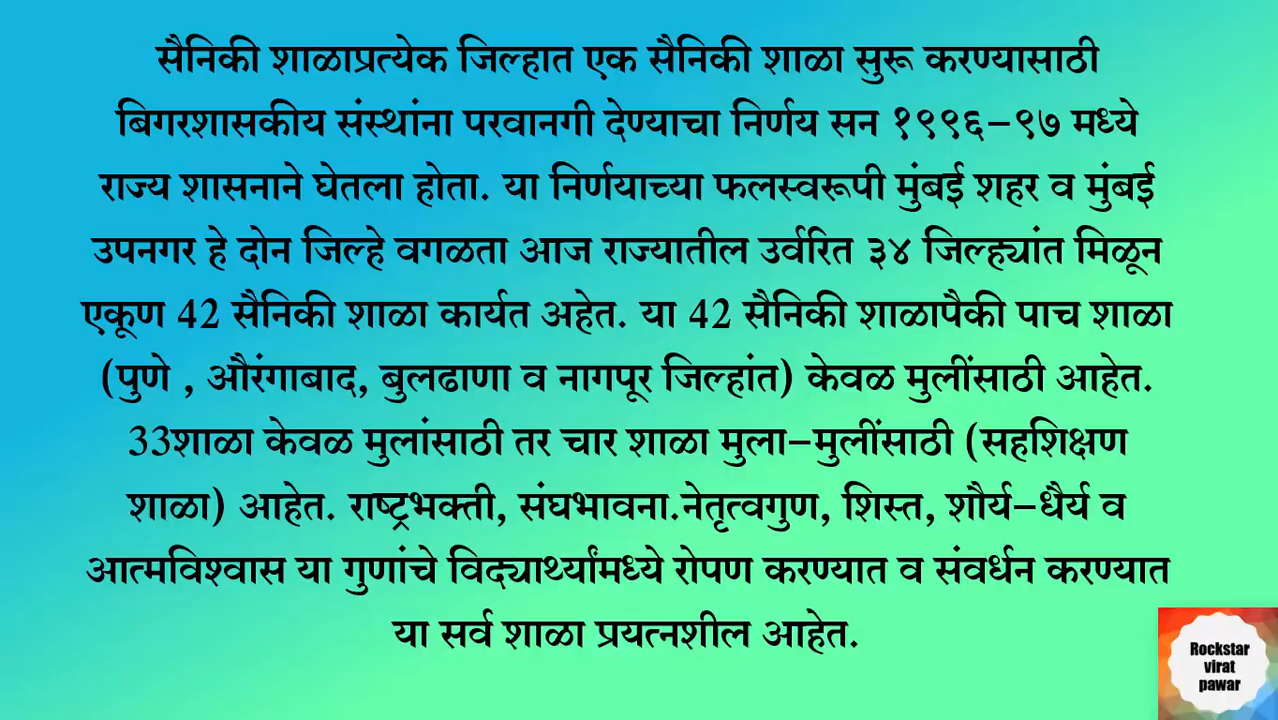 सैनिकी शाळाप्रत्येक जिल्हात एक सैनिकी शाळा सुरू करण्यासाठी
बिगरशासकीय संस्थांना परवानगी देण्याचा निर्णय सन १९९६-९७ मध्ये
राज्य शासनाने घेतला होता. या निर्णयाच्या फलस्वरूपी मुंबई शहर व मुंबई
उपनगर हे दोन जिल्हे वगळता आज राज्यातील उर्वरित ३४ जिल्ह्यांत मिळून
एकूण 42 सैनिकी शाळा कार्यत अहेत. या 42 सैनिकी शाळापैकी पाच शाळा
(पुणे , औरंगाबाद, बुलढाणा व नागपूर जिल्हांत) केवळ मुलींसाठी आहेत.
33शाळा केवळ मुलांसाठी तर चार शाळा मुला-मुलींसाठी (सहशिक्षण
शाळा) आहेत. राष्ट्रभक्ती, संघभावना.नेतृत्वगुण, शिस्त, शौर्य-धैर्य व
आत्मविश्वास या गुणांचे विद्यार्थ्यांमध्ये रोपण करण्यात व संवर्धन करण्यात
या सर्व शाळा प्रयत्नशील आहेत.
Rockstar
virat
pawar